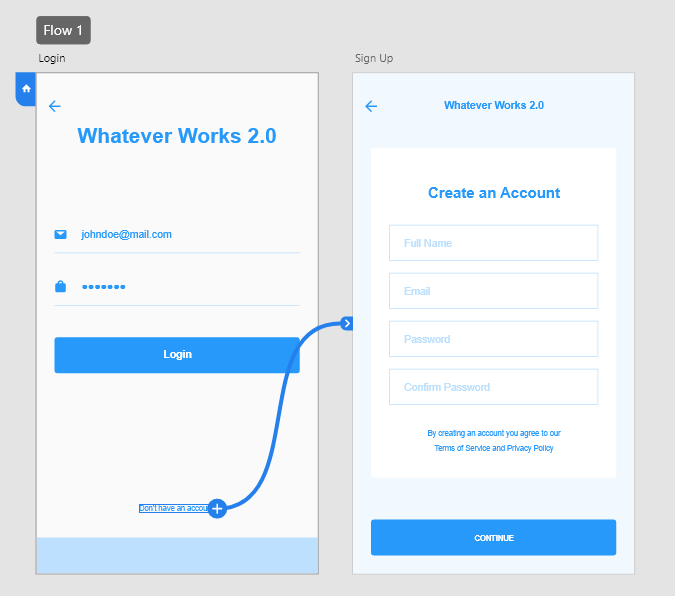 Flow 1
Login
Whatever Works 2.0
johndoe@mail.com
Login
Don't have an accou
Sign Up
Whatever Works 2.0
Create an Account
Full Name
Email
Password
Confirm Password
By creating an account you agree to our
Terms of Service and Privacy Policy
CONTINUE